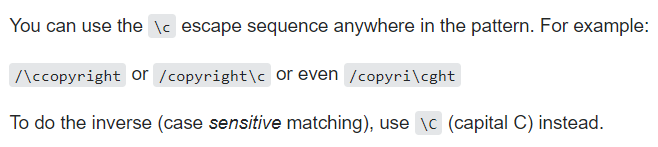 You can use the \c escape sequence anywhere in the pattern. For example:
/\ccopyright or /copyright\c or even /copyri\cght
To do the inverse (case sensitive matching), use \C (capital C) instead.